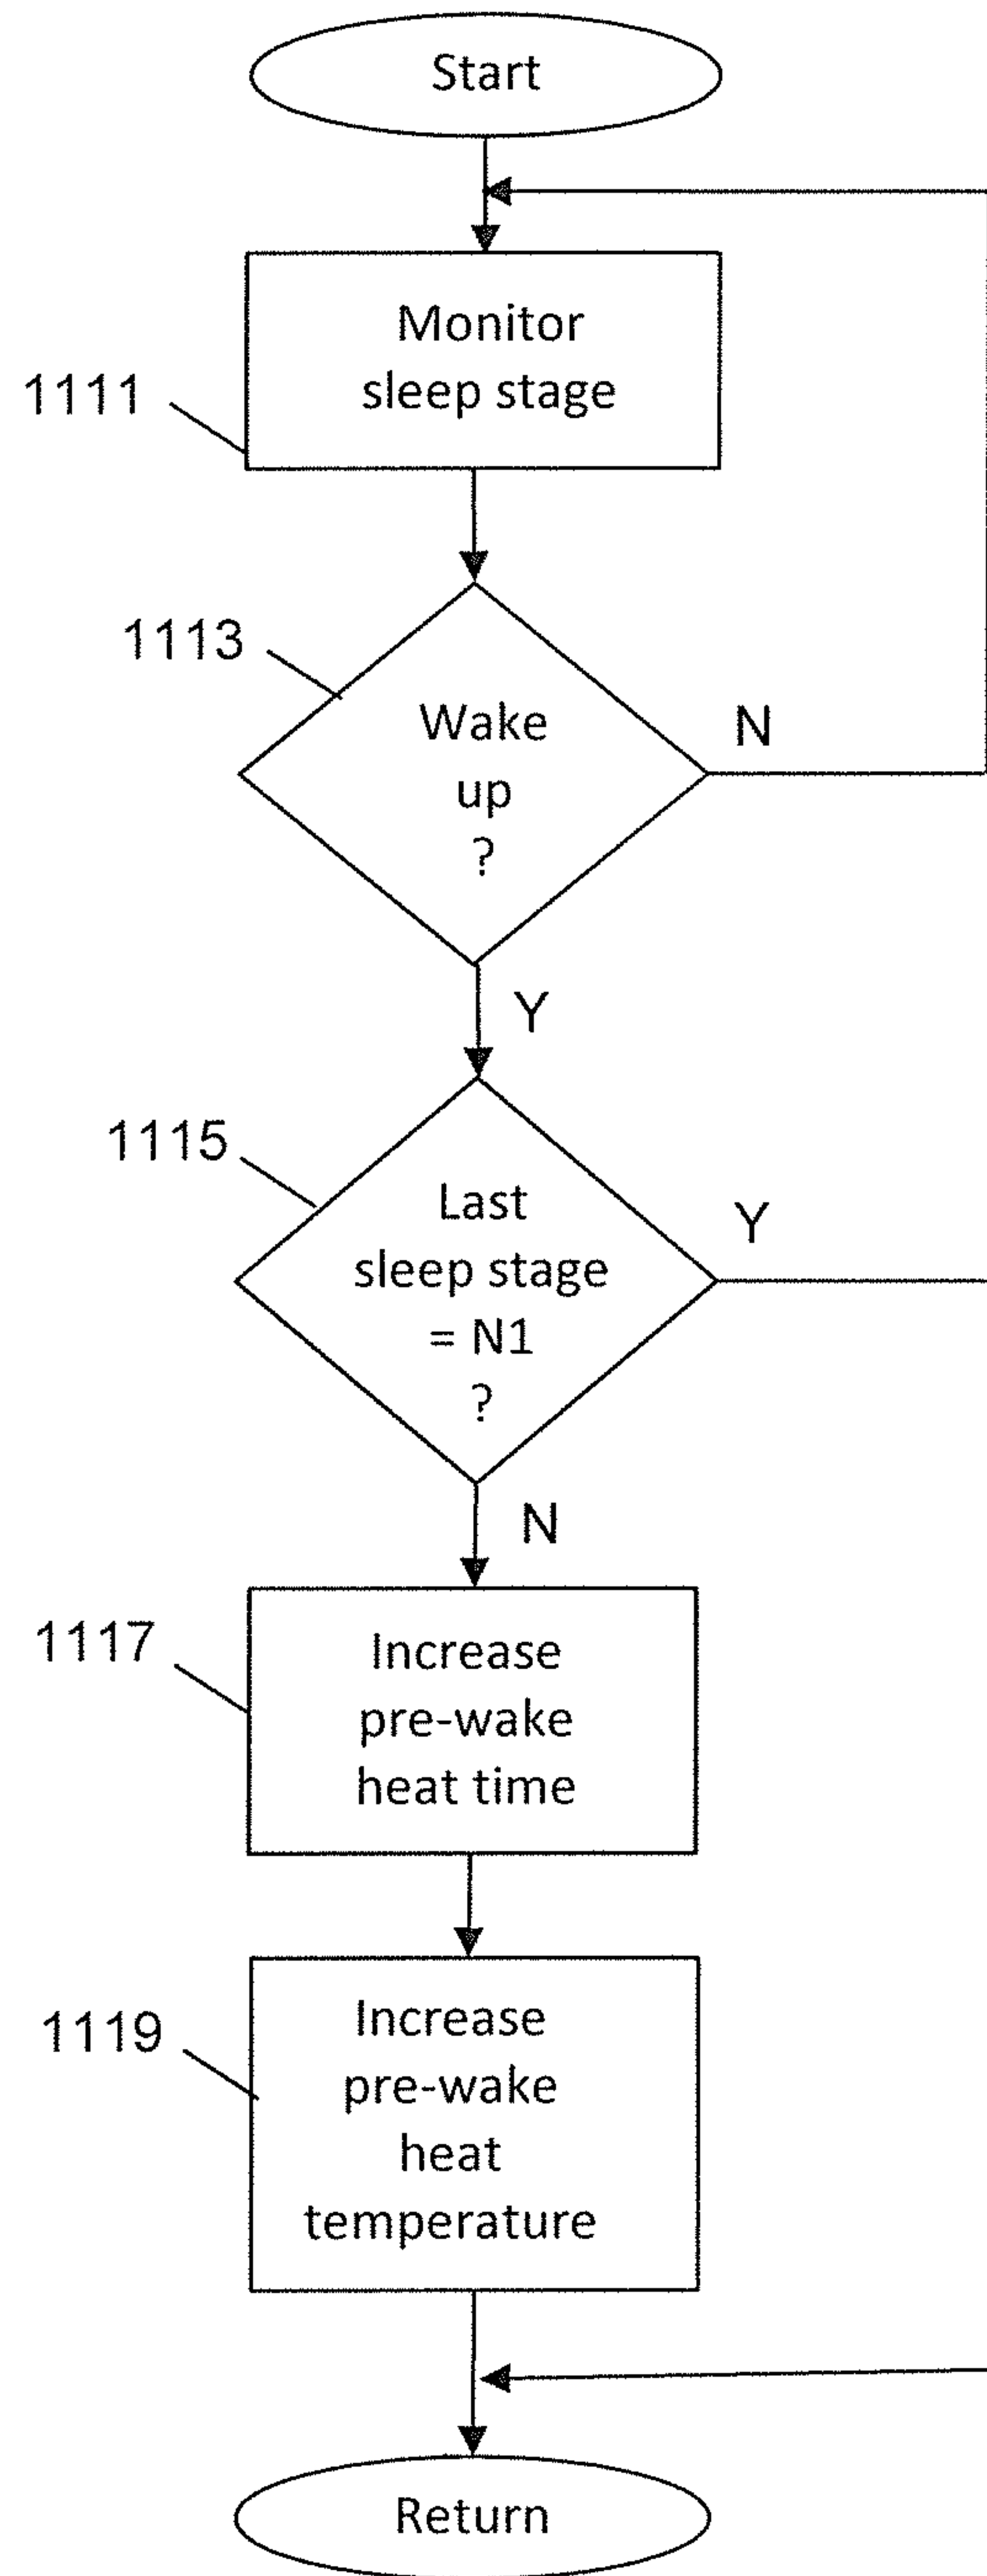 Start
Monitor
sleep stage
1111
1113
Wake
up
?
N
Y
1115
Last
sleep stage
= N1
?
Y
N
1117
Increase
pre-wake
heat time
1119
Increase
pre-wake
heat
temperature
Return